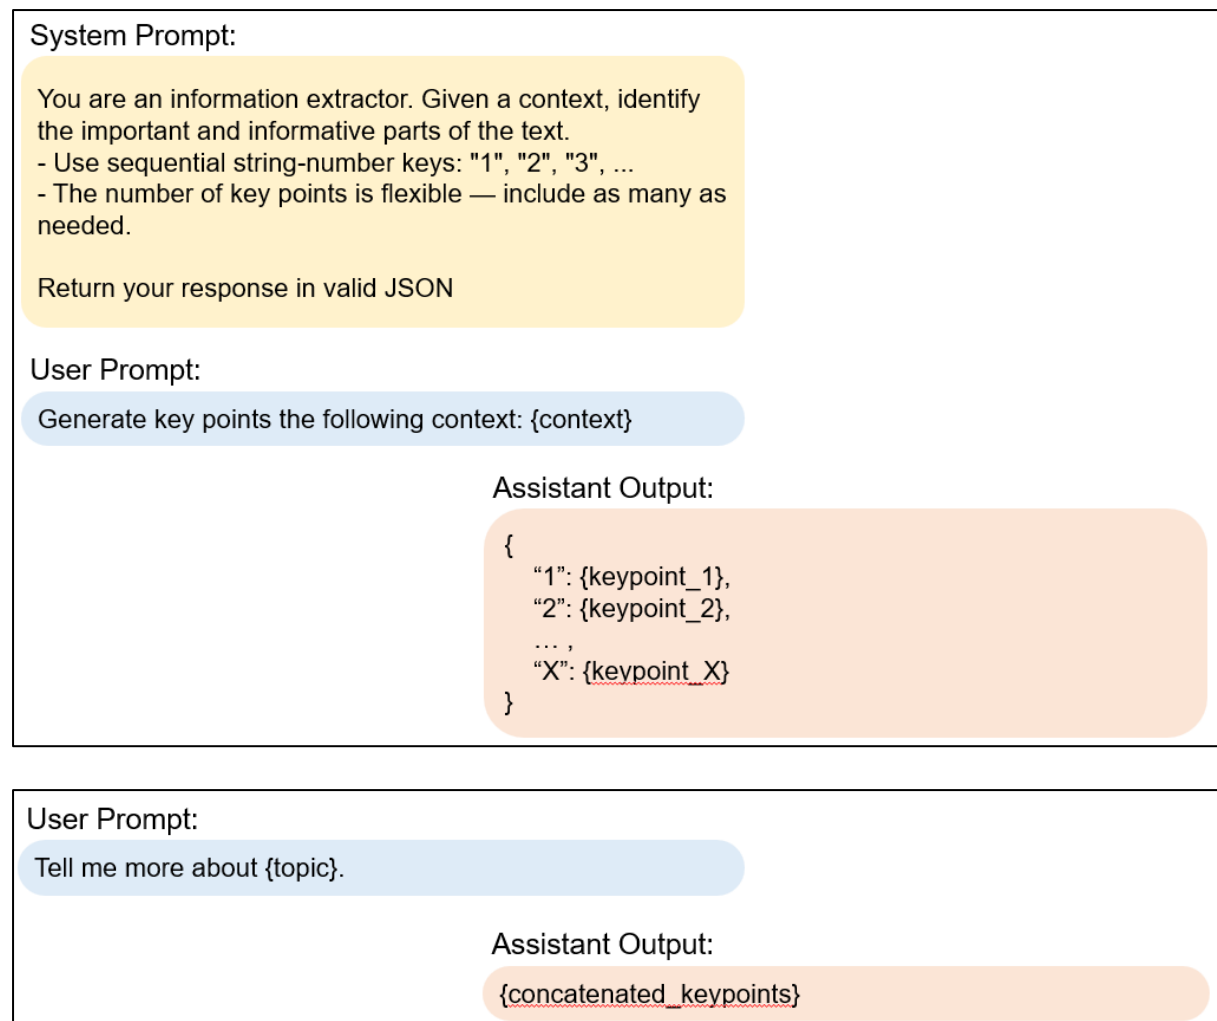 System Prompt:
You are an information extractor. Given a context, identify
the important and informative parts of the text.
- Use sequential string-number keys: "1", "2", "3", ...
- The number of key points is flexible — include as many as
needed.
Return your response in valid JSON
User Prompt:
Generate key points the following context: {context}
Assistant Output:
{
“1”: {keypoint_1},
“2”: {keypoint_2},
… ,
“X”: {keypoint_X}
}
User Prompt:
Tell me more about {topic}.
Assistant Output:
{concatenated_keypoints}